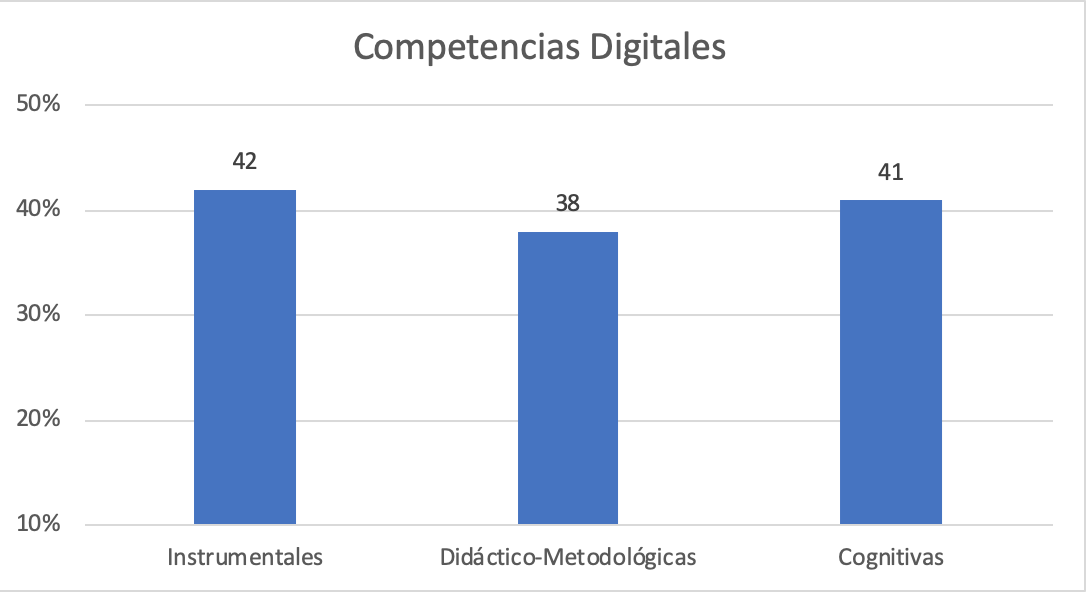 Competencias Digitales
50%
40%
30%
20%
10%
42
38
41
Instrumentales
Didáctico-Metodológicas
Cognitivas